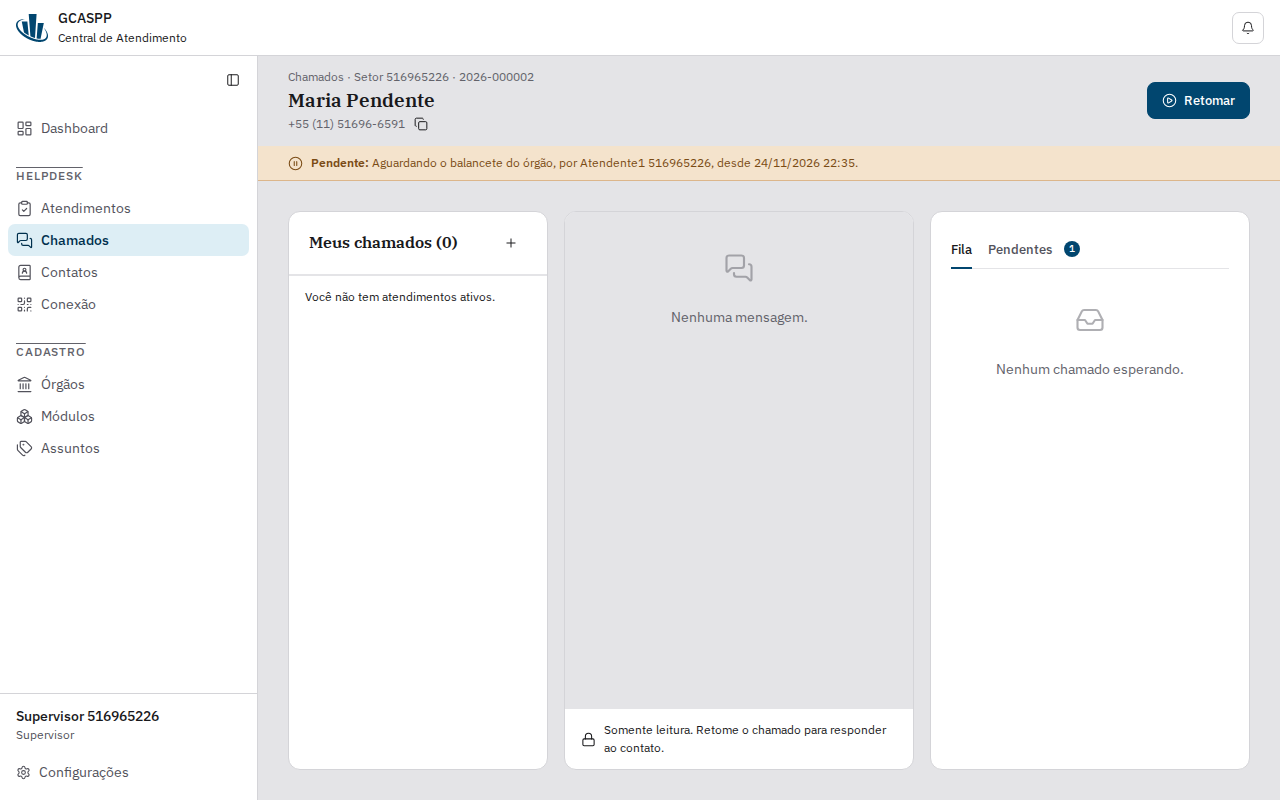 GCASPP
Central de Atendimento
Dashboard
HELPDESK
Atendimentos
Chamados
Contatos
Conexão
CADASTRO
Órgãos
Módulos
Assuntos
Supervisor 516965226
Supervisor
Configurações
Chamados · Setor 516965226 · 2026-000002
Maria Pendente
+55 (11) 51696-6591
Retomar
Pendente: Aguardando o balancete do órgão, por Atendente1 516965226, desde 24/11/2026 22:35.
Meus chamados (0)
Você não tem atendimentos ativos.
Nenhuma mensagem.
Somente leitura. Retome o chamado para responder
ao contato.
Fila Pendentes 1
Nenhum chamado esperando.